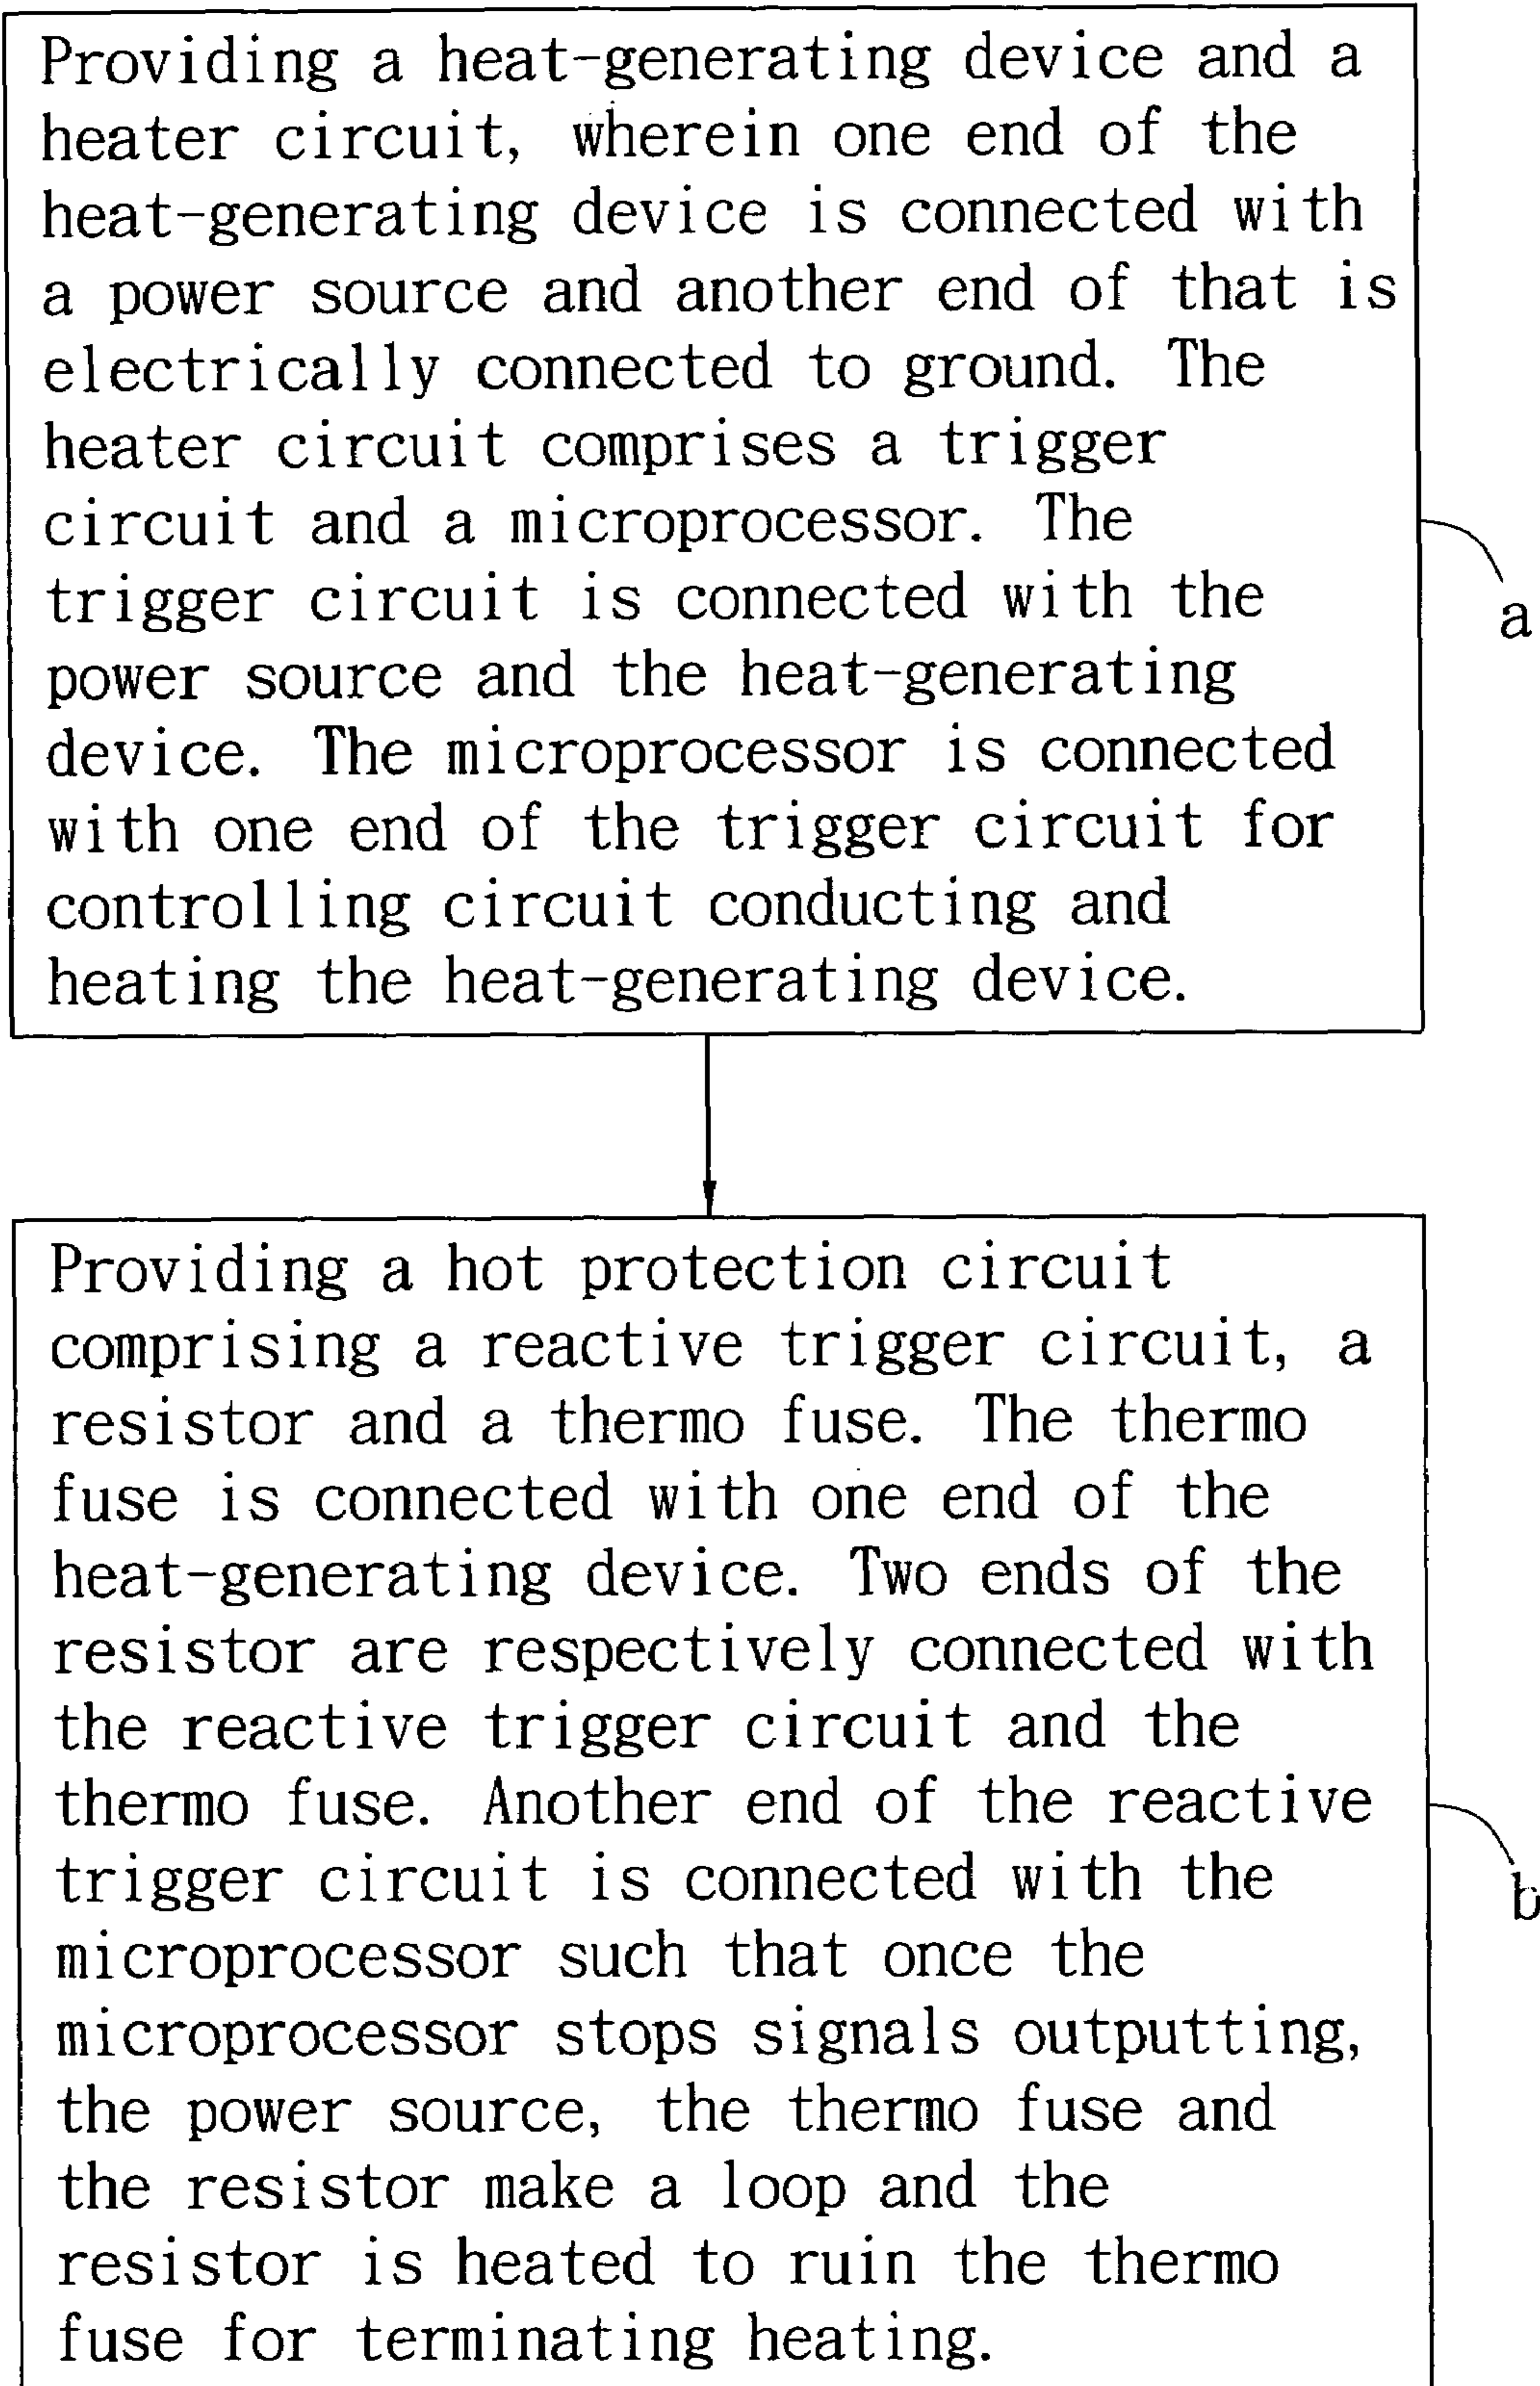 Providing a heat-generating device and a
heater circuit, wherein one end of the
heat-generating device is connected with
a power source and another end of that is
electrically connected to ground. The
heater circuit comprises a trigger
circuit and a microprocessor. The
trigger circuit is connected with the
power source and the heat-generating
device. The microprocessor is connected
with one end of the trigger circuit for
controlling circuit conducting and
heating the heat-generating device.
a
Providing a hot protection circuit
comprising a reactive trigger circuit, a
resistor and a thermo fuse. The thermo
fuse is connected with one end of the
heat-generating device. Two ends of the
resistor are respectively connected with
the reactive trigger circuit and the
thermo fuse. Another end of the reactive
trigger circuit is connected with the
microprocessor such that once the
microprocessor stops signals outputting,
the power source, the thermo fuse and
the resistor make a loop and the
resistor is heated to ruin the thermo
fuse for terminating heating.
b